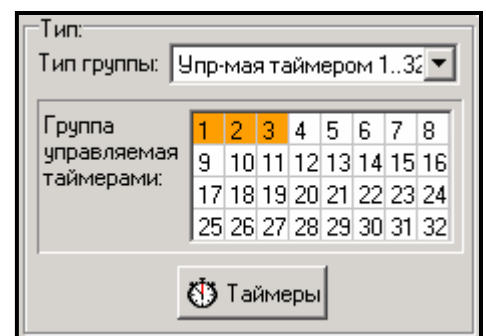 Тип:
Тип группы: Упр-мая таймером 1..32
Группа управляемая таймерами:
1 2 3 4 5 6 7 8
9 10 11 12 13 14 15 16
17 18 19 20 21 22 23 24
25 26 27 28 29 30 31 32
Таймеры